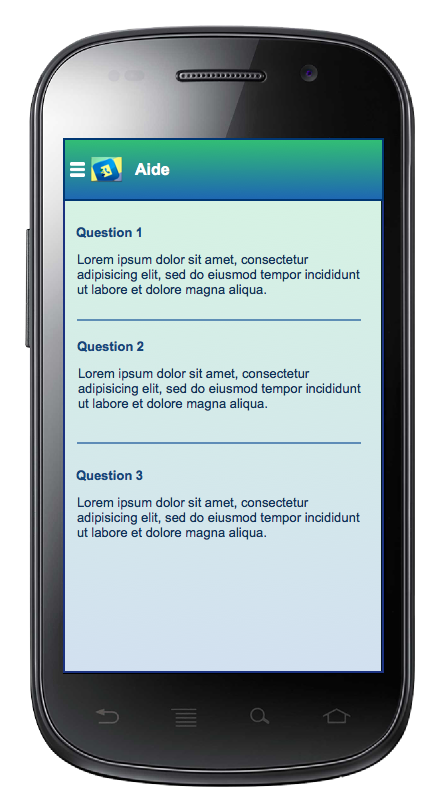 Aide
Question 1
Lorem ipsum dolor sit amet, consectetur
adipisicing elit, sed do eiusmod tempor incididunt
ut labore et dolore magna aliqua.
Question 2
Lorem ipsum dolor sit amet, consectetur
adipisicing elit, sed do eiusmod tempor incididunt
ut labore et dolore magna aliqua.
Question 3
Lorem ipsum dolor sit amet, consectetur
adipisicing elit, sed do eiusmod tempor incididunt
ut labore et dolore magna aliqua.